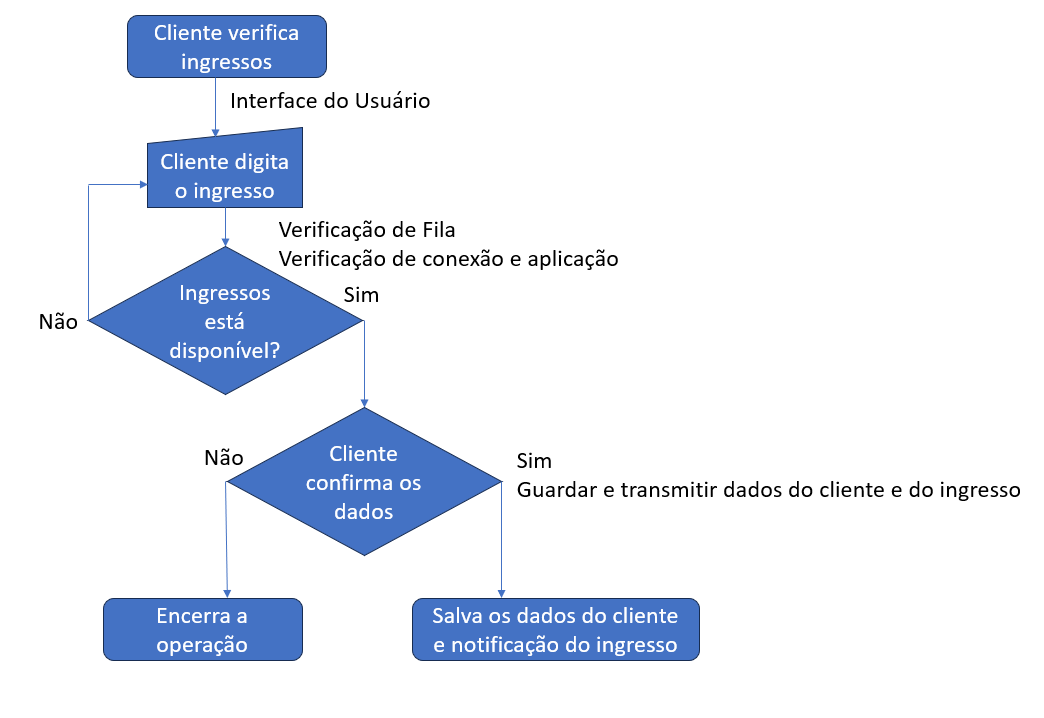 Cliente verifica
ingressos
Interface do Usuário
Cliente digita
o ingresso
Verificação de Fila
Verificação de conexão e aplicação
Ingressos
está
disponível?
Sim
Não
Cliente
confirma os
dados
Não
Sim
Guardar e transmitir dados do cliente e do ingresso
Encerra a
operação
Salva os dados do cliente
e notificação do ingresso